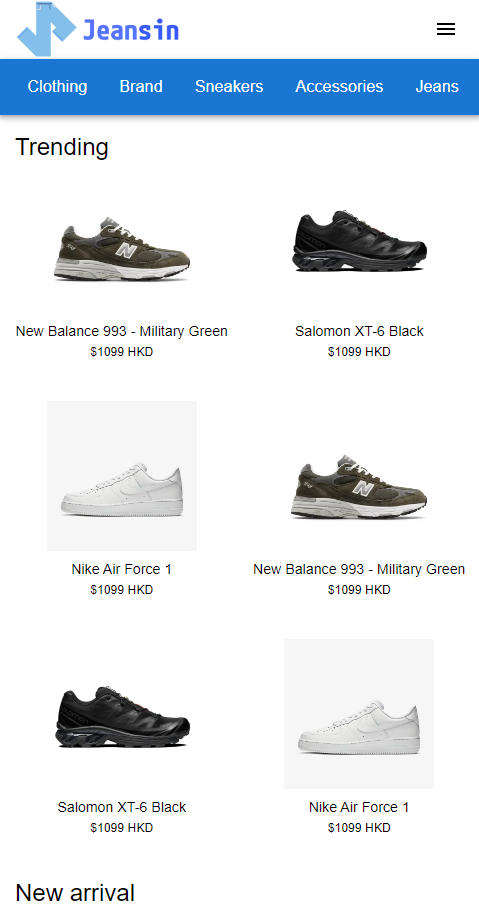 Jeansin
Clothing Brand Sneakers Accessories Jeans
Trending
New Balance 993 - Military Green
$1099 HKD
Salomon XT-6 Black
$1099 HKD
Nike Air Force 1
$1099 HKD
New Balance 993 - Military Green
$1099 HKD
Salomon XT-6 Black
$1099 HKD
Nike Air Force 1
$1099 HKD
New arrival